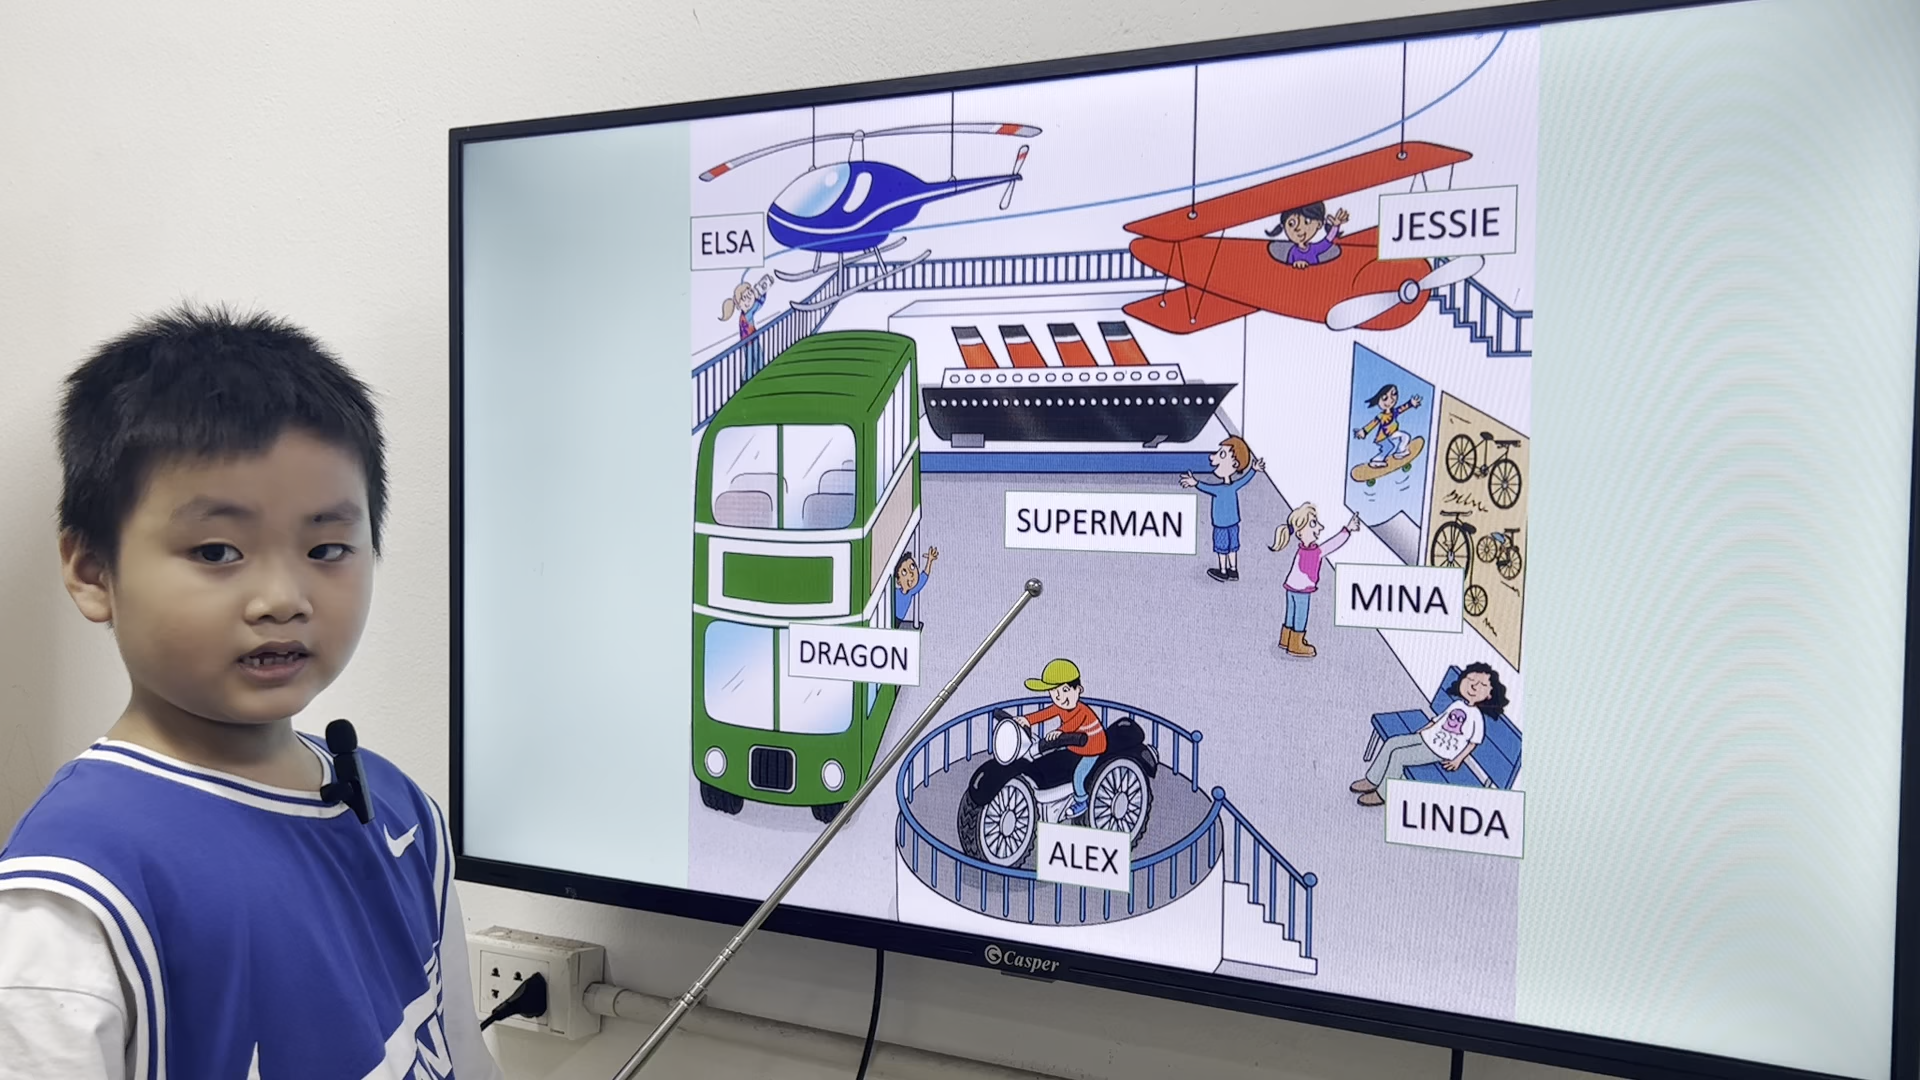 ELSA
JESSIE
SUPERMAN
MINA
DRAGON
LINDA
ALEX
Casper